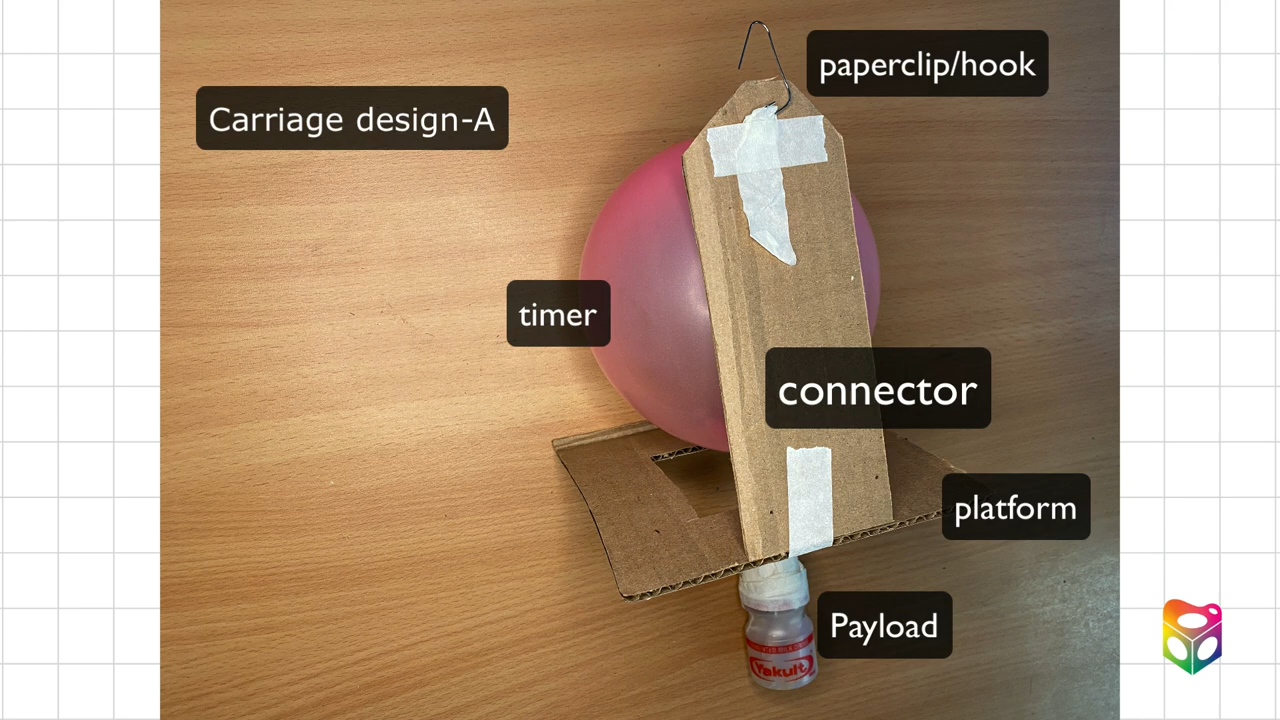 paperclip/hook
Carriage design-A
timer
connector
platform
Payload
Yakult